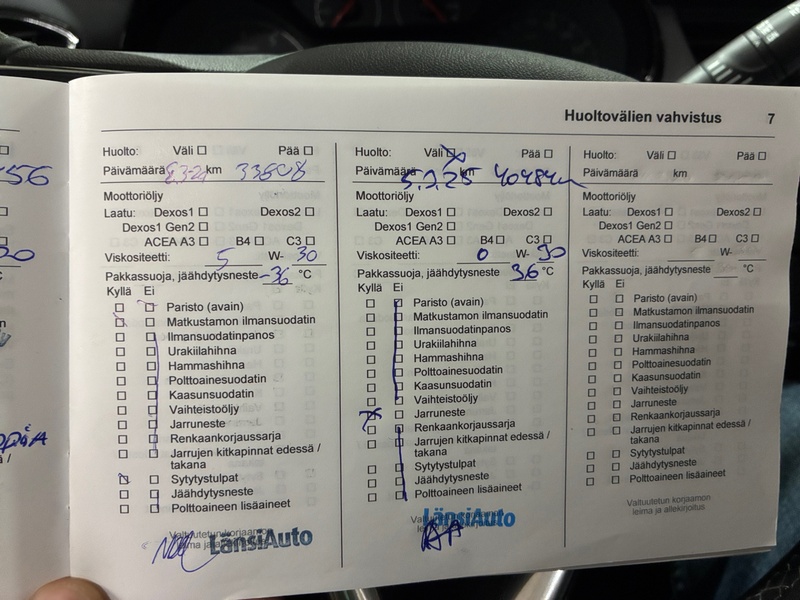 Huoltovälien vahvistus 7
Huolto: Väli ☐ Pää ☐
Päivämäärä km 33608
Moottoriöljy
Laatu: Dexos1 ☐ Dexos2 ☐
Dexos1 Gen2 ☐
ACEA A3 ☐ B4 ☐ C3 ☐
Viskositeetti: 5 W- 30
Pakkassuoja, jäähdytysneste -36 °C
Kyllä Ei
Paristo (avain)
Matkustamon ilmansuodatin
Ilmansuodatinpanos
Urakiilahihna
Hammashihna
Polttoainesuodatin
Kaasunsuodatin
Vaihteistoöljy
Jarruneste
Renkaankorjaussarja
Jarrujen kitkapinnat edessä /
takana
Sytytystulpat
Jäähdytysneste
Polttoaineen lisäaineet
Valtuutetun korjaamon
LänsiAuto
Huolto: Väli ☒ Pää ☐
Päivämäärä 5.2.25 km 40484
Moottoriöljy
Laatu: Dexos1 ☐ Dexos2 ☐
Dexos1 Gen2 ☐
ACEA A3 ☐ B4 ☐ C3 ☐
Viskositeetti: 0 W- 30
Pakkassuoja, jäähdytysneste 36 °C
Kyllä Ei
Paristo (avain)
Matkustamon ilmansuodatin
Ilmansuodatinpanos
Urakiilahihna
Hammashihna
Polttoainesuodatin
Kaasunsuodatin
Vaihteistoöljy
Jarruneste
Renkaankorjaussarja
Jarrujen kitkapinnat edessä /
takana
Sytytystulpat
Jäähdytysneste
Polttoaineen lisäaineet
LänsiAuto
Huolto: Väli ☐ Pää ☐
Päivämäärä km
Moottoriöljy
Laatu: Dexos1 ☐ Dexos2 ☐
Dexos1 Gen2 ☐
ACEA A3 ☐ B4 ☐ C3 ☐
Viskositeetti: W-
Pakkassuoja, jäähdytysneste °C
Kyllä Ei
Paristo (avain)
Matkustamon ilmansuodatin
Ilmansuodatinpanos
Urakiilahihna
Hammashihna
Polttoainesuodatin
Kaasunsuodatin
Vaihteistoöljy
Jarruneste
Renkaankorjaussarja
Jarrujen kitkapinnat edessä /
takana
Sytytystulpat
Jäähdytysneste
Polttoaineen lisäaineet
Valtuutetun korjaamon
leima ja allekirjoitus